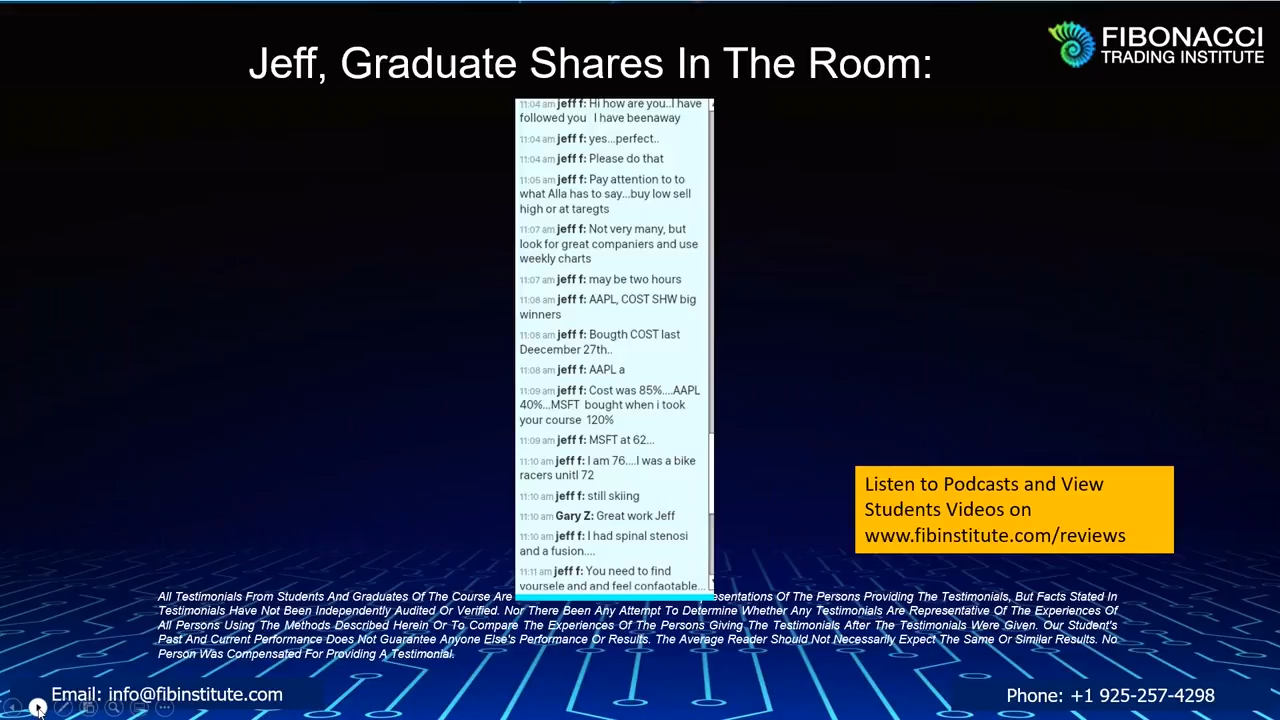 Jeff, Graduate Shares In The Room:
FIBONACCI
TRADING INSTITUTE
11:04 am jeff f: Hi how are you..I have
followed you I have beenaway
11:04 am jeff f: yes...perfect..
11:04 am jeff f: Please do that
11:05 am jeff f: Pay attention to to
what Alla has to say...buy low sell
high or at taregts
11:07 am jeff f: Not very many, but
look for great companiers and use
weekly charts
11:07 am jeff f: may be two hours
11:08 am jeff f: AAPL, COST SHW big
winners
11:08 am jeff f: Bougth COST last
Deecember 27th..
11:08 am jeff f: AAPL a
11:09 am jeff f: Cost was 85%....AAPL
40%...MSFT bought when i took
your course 120%
11:09 am jeff f: MSFT at 62...
11:10 am jeff f: I am 76....I was a bike
racers unitl 72
11:10 am jeff f: still skiing
11:10 am Gary Z: Great work Jeff
11:10 am jeff f: I had spinal stenosi
and a fusion....
11:11 am jeff f: You need to find
yoursele and and feel confaotable...
Listen to Podcasts and View
Students Videos on
www.fibinstitute.com/reviews
All Testimonials From Students And Graduates Of The Course Are presentations Of The Persons Providing The Testimonials, But Facts Stated In
Testimonials Have Not Been Independently Audited Or Verified. Nor There Been Any Attempt To Determine Whether Any Testimonials Are Representative Of The Experiences Of
All Persons Using The Methods Described Herein Or To Compare The Experiences Of The Persons Giving The Testimonials After The Testimonials Were Given. Our Student's
Past And Current Performance Does Not Guarantee Anyone Else's Performance Or Results. The Average Reader Should Not Necessarily Expect The Same Or Similar Results. No
Person Was Compensated For Providing A Testimonial.
Email: info@fibinstitute.com
Phone: +1 925-257-4298